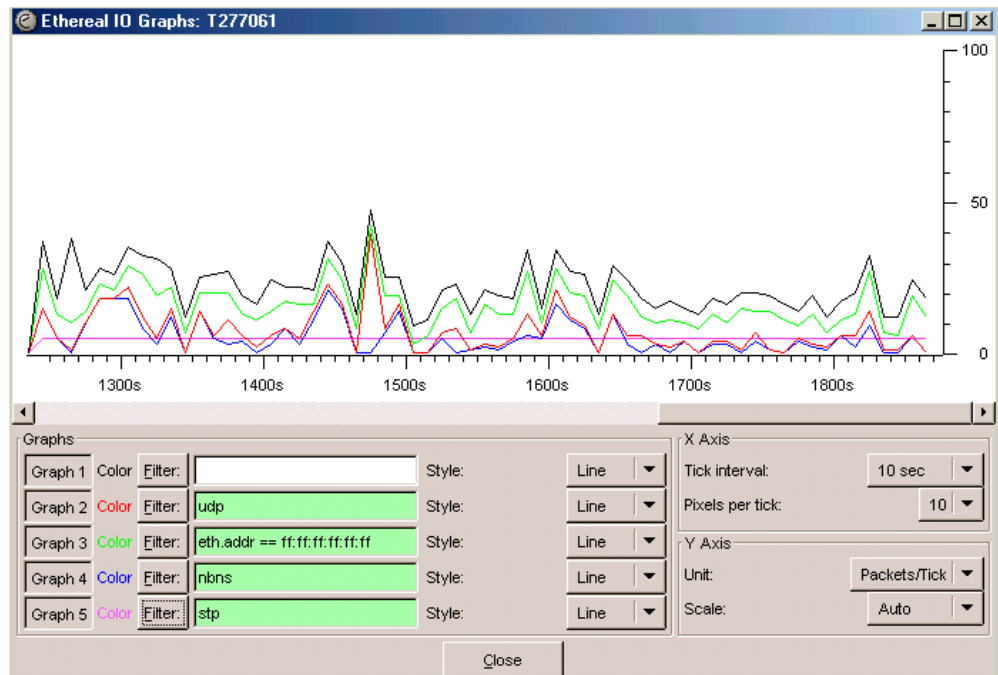 Ethereal IO Graphs: T277061
100
50
0
1300s 1400s 1500s 1600s 1700s 1800s
Graphs
Graph 1 Color Filter: Style: Line
Graph 2 Color Filter: udp Style: Line
Graph 3 Color Filter: eth.addr == ff:ff:ff:ff:ff:ff Style: Line
Graph 4 Color Filter: nbns Style: Line
Graph 5 Color Filter: stp Style: Line
X Axis
Tick interval: 10 sec
Pixels per tick: 10
Y Axis
Unit: Packets/Tick
Scale: Auto
Close